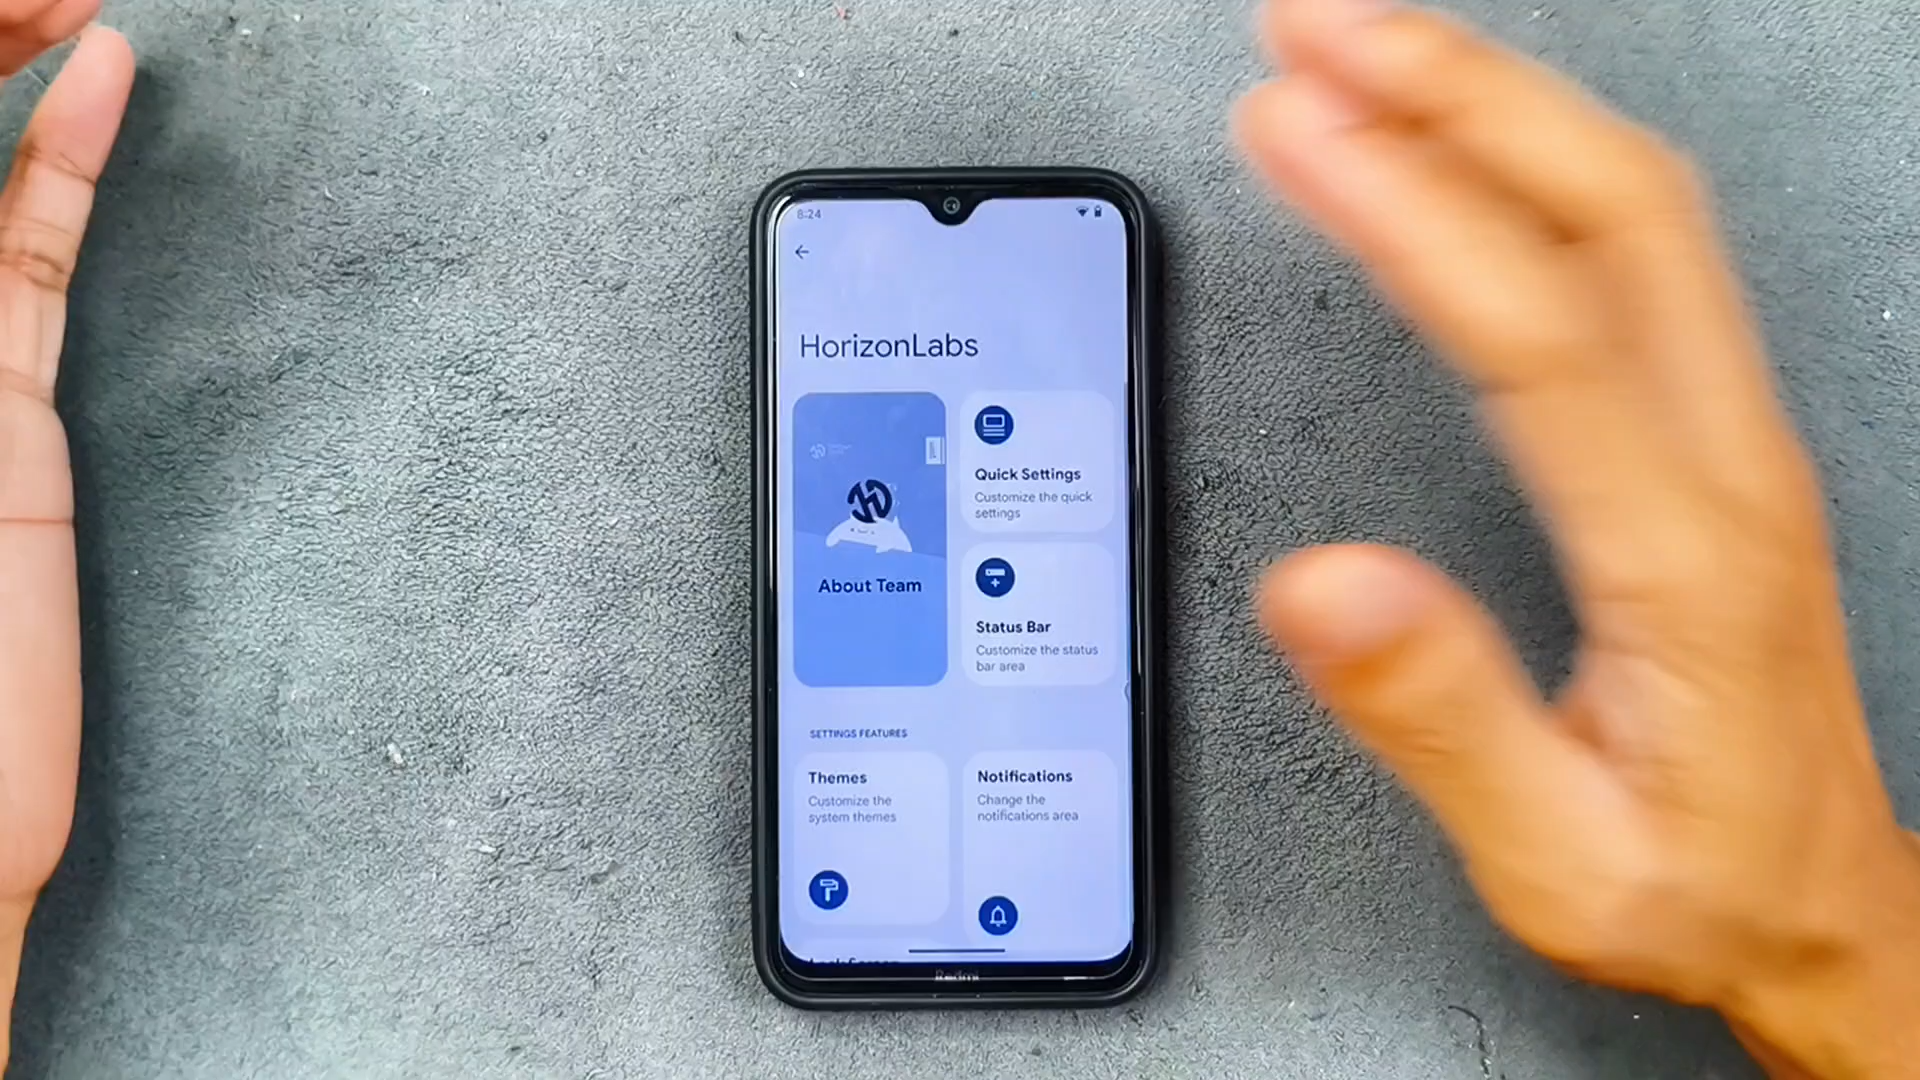 8:24
HorizonLabs
About Team
Quick Settings
Customize the quick
settings
Status Bar
Customize the status
bar area
SETTINGS FEATURES
Themes
Customize the
system themes
Notifications
Change the
notifications area
Redmi